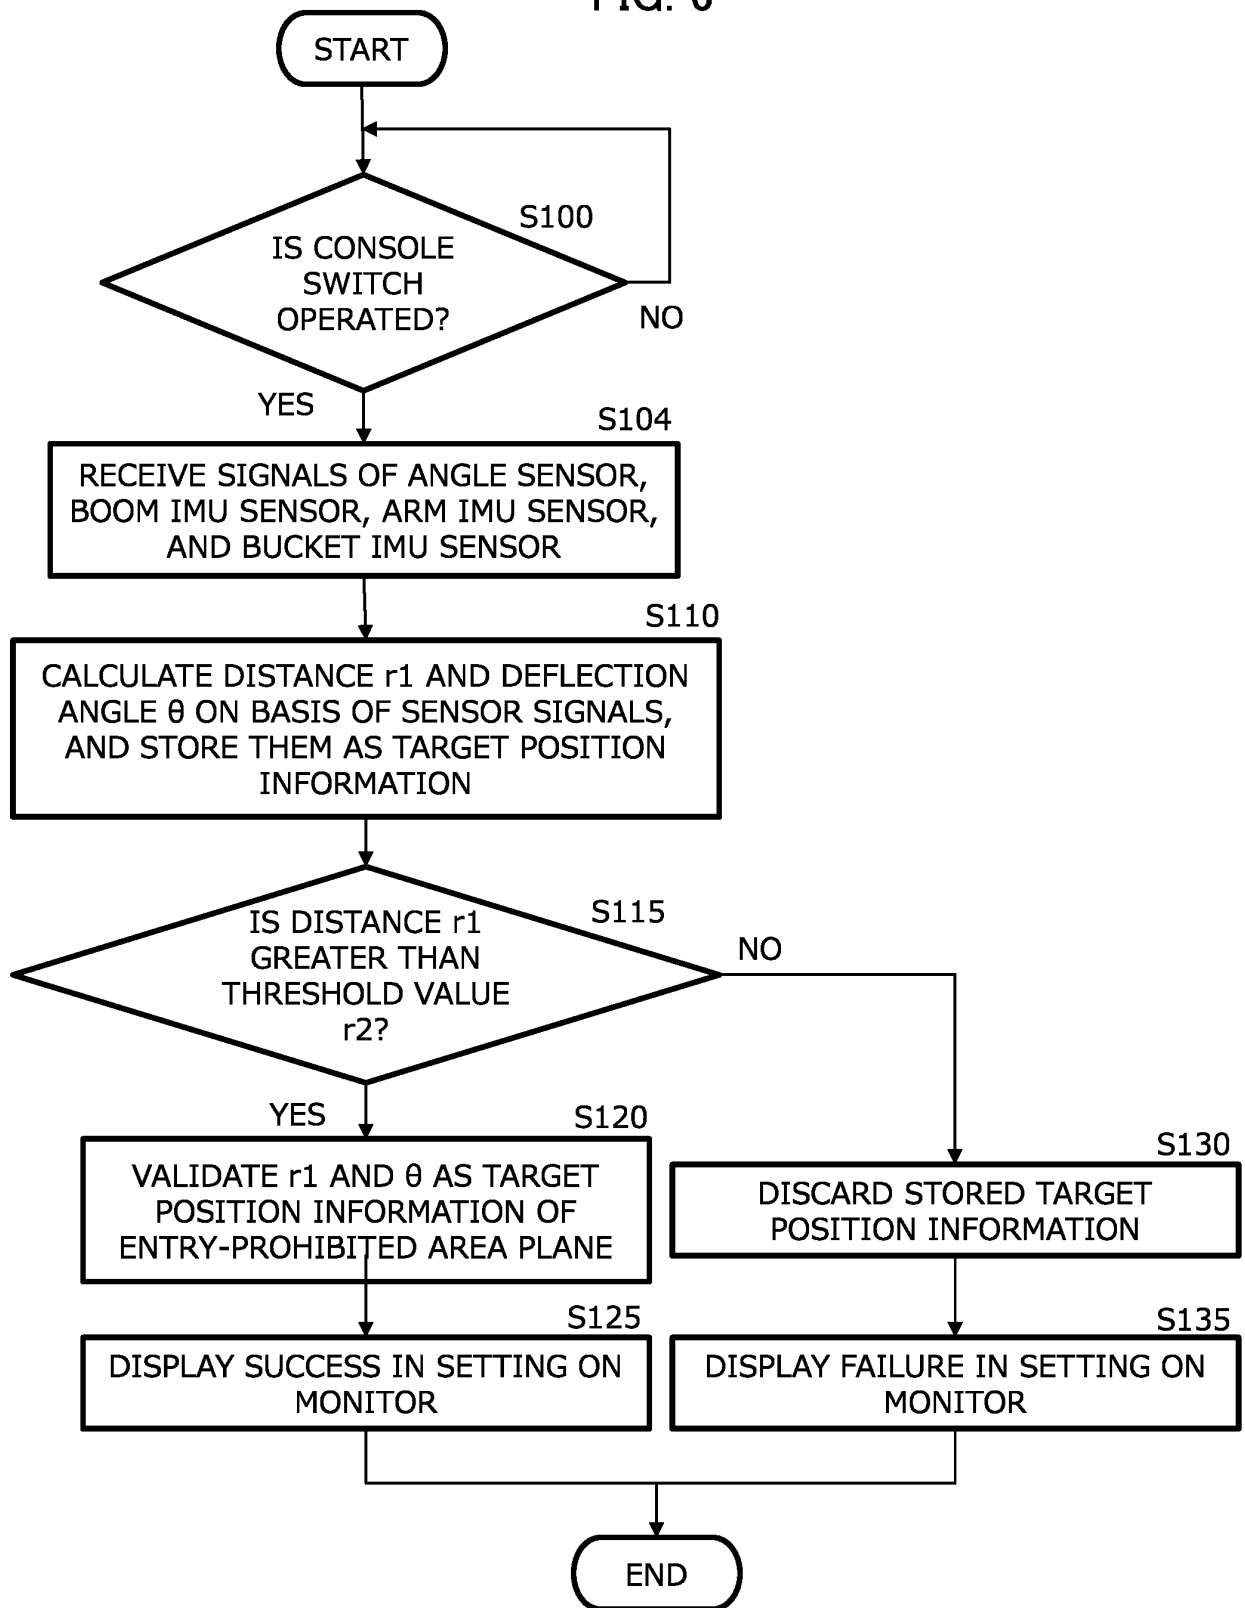 START
S100
IS CONSOLE
SWITCH
OPERATED?
NO
YES
S104
RECEIVE SIGNALS OF ANGLE SENSOR,
BOOM IMU SENSOR, ARM IMU SENSOR,
AND BUCKET IMU SENSOR
S110
CALCULATE DISTANCE r1 AND DEFLECTION
ANGLE θ ON BASIS OF SENSOR SIGNALS,
AND STORE THEM AS TARGET POSITION
INFORMATION
S115
IS DISTANCE r1
GREATER THAN
THRESHOLD VALUE
r2?
NO
YES
S120
VALIDATE r1 AND θ AS TARGET
POSITION INFORMATION OF
ENTRY-PROHIBITED AREA PLANE
S130
DISCARD STORED TARGET
POSITION INFORMATION
S125
DISPLAY SUCCESS IN SETTING ON
MONITOR
S135
DISPLAY FAILURE IN SETTING ON
MONITOR
END